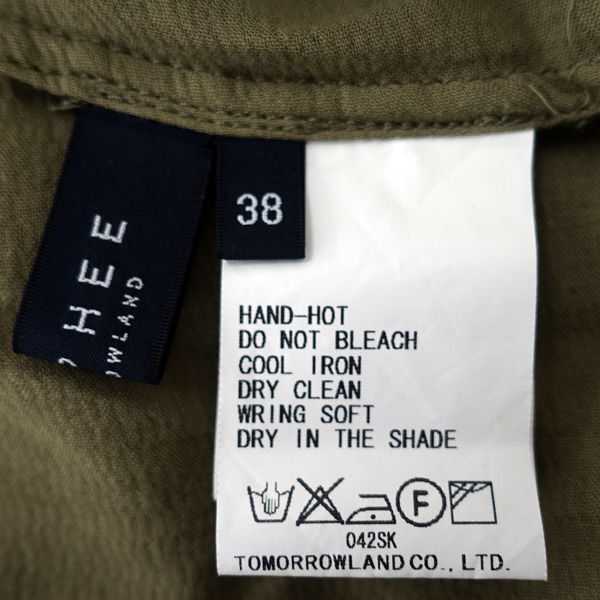 HEE
38
HAND-HOT
DO NOT BLEACH
COOL IRON
DRY CLEAN
WRING SOFT
DRY IN THE SHADE
F
042SK
TOMORROWLAND CO., LTD.